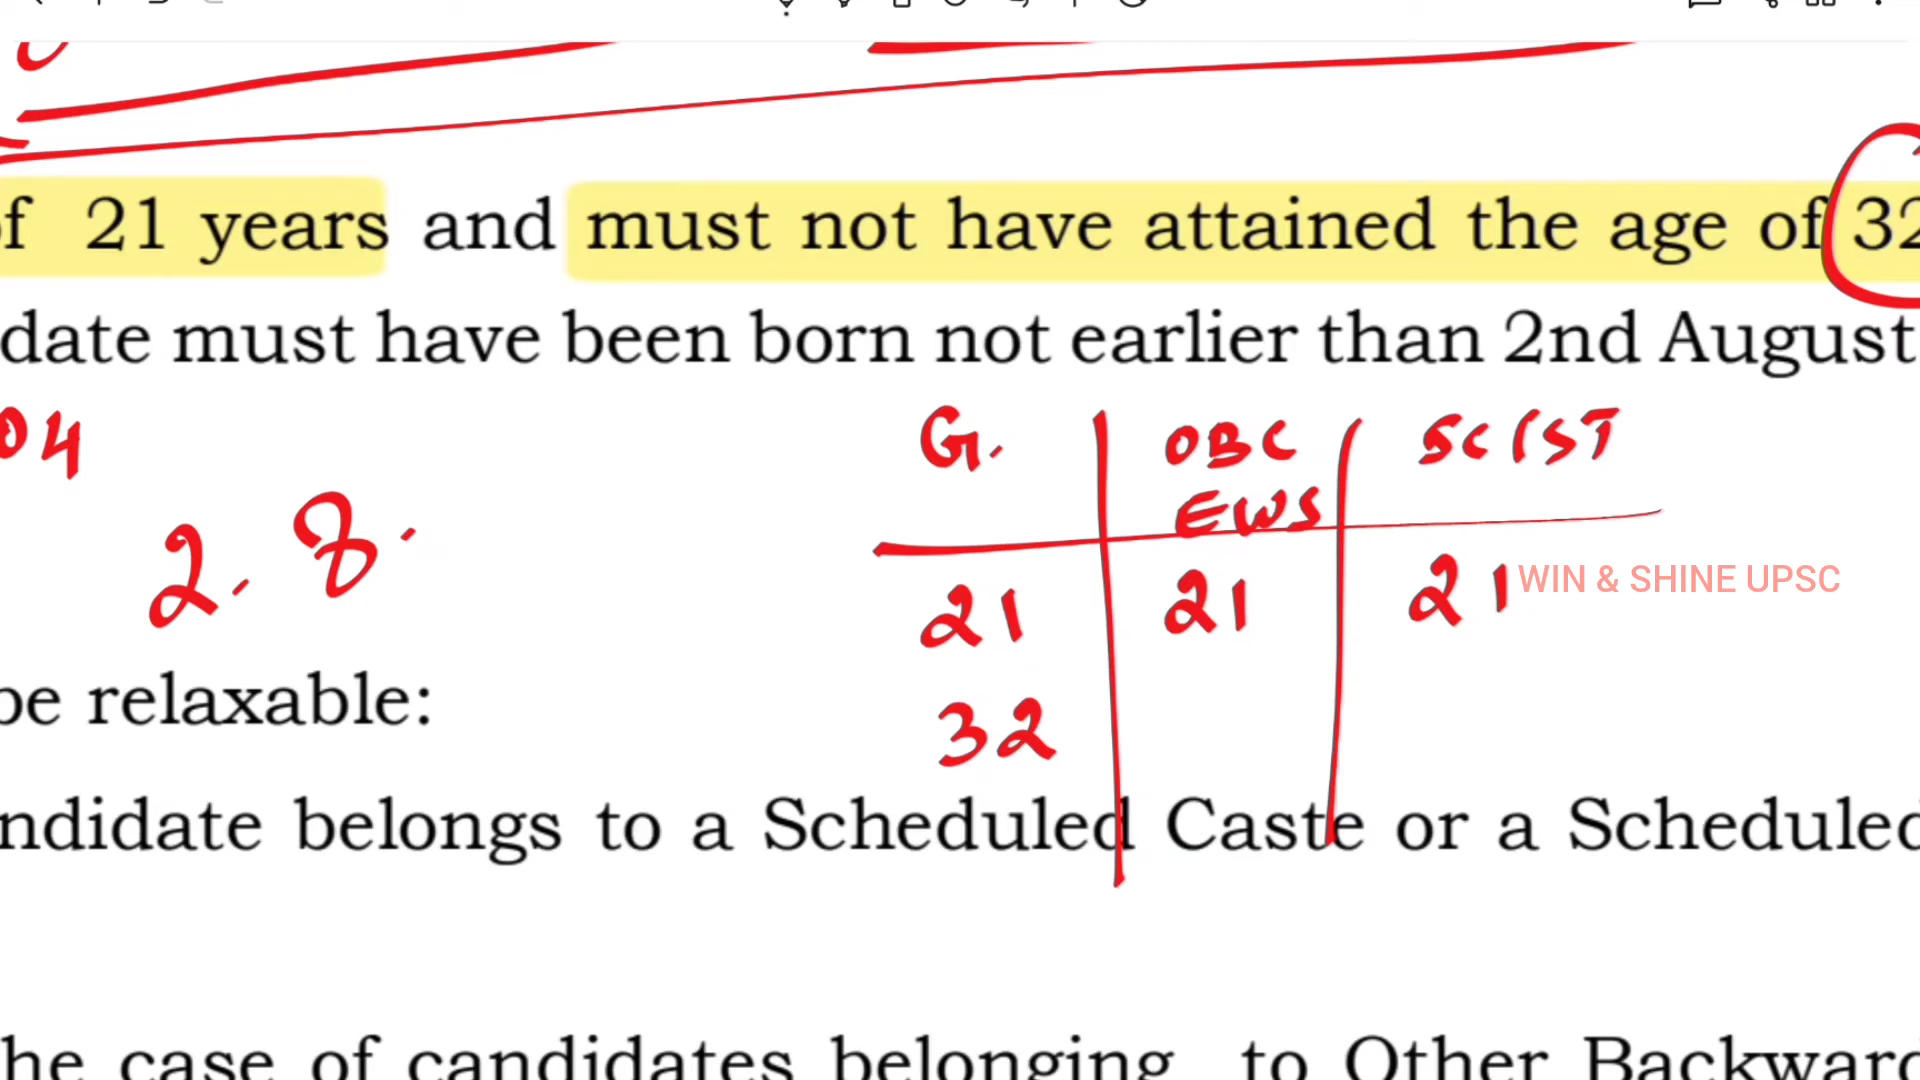 of 21 years and must not have attained the age of 32
date must have been born not earlier than 2nd August
04
G. OBC SC/ST
EWS
2. 8.
21 21 21 WIN & SHINE UPSC
be relaxable:
32
ndidate belongs to a Scheduled Caste or a Scheduled
he case of candidates belonging to Other Backward